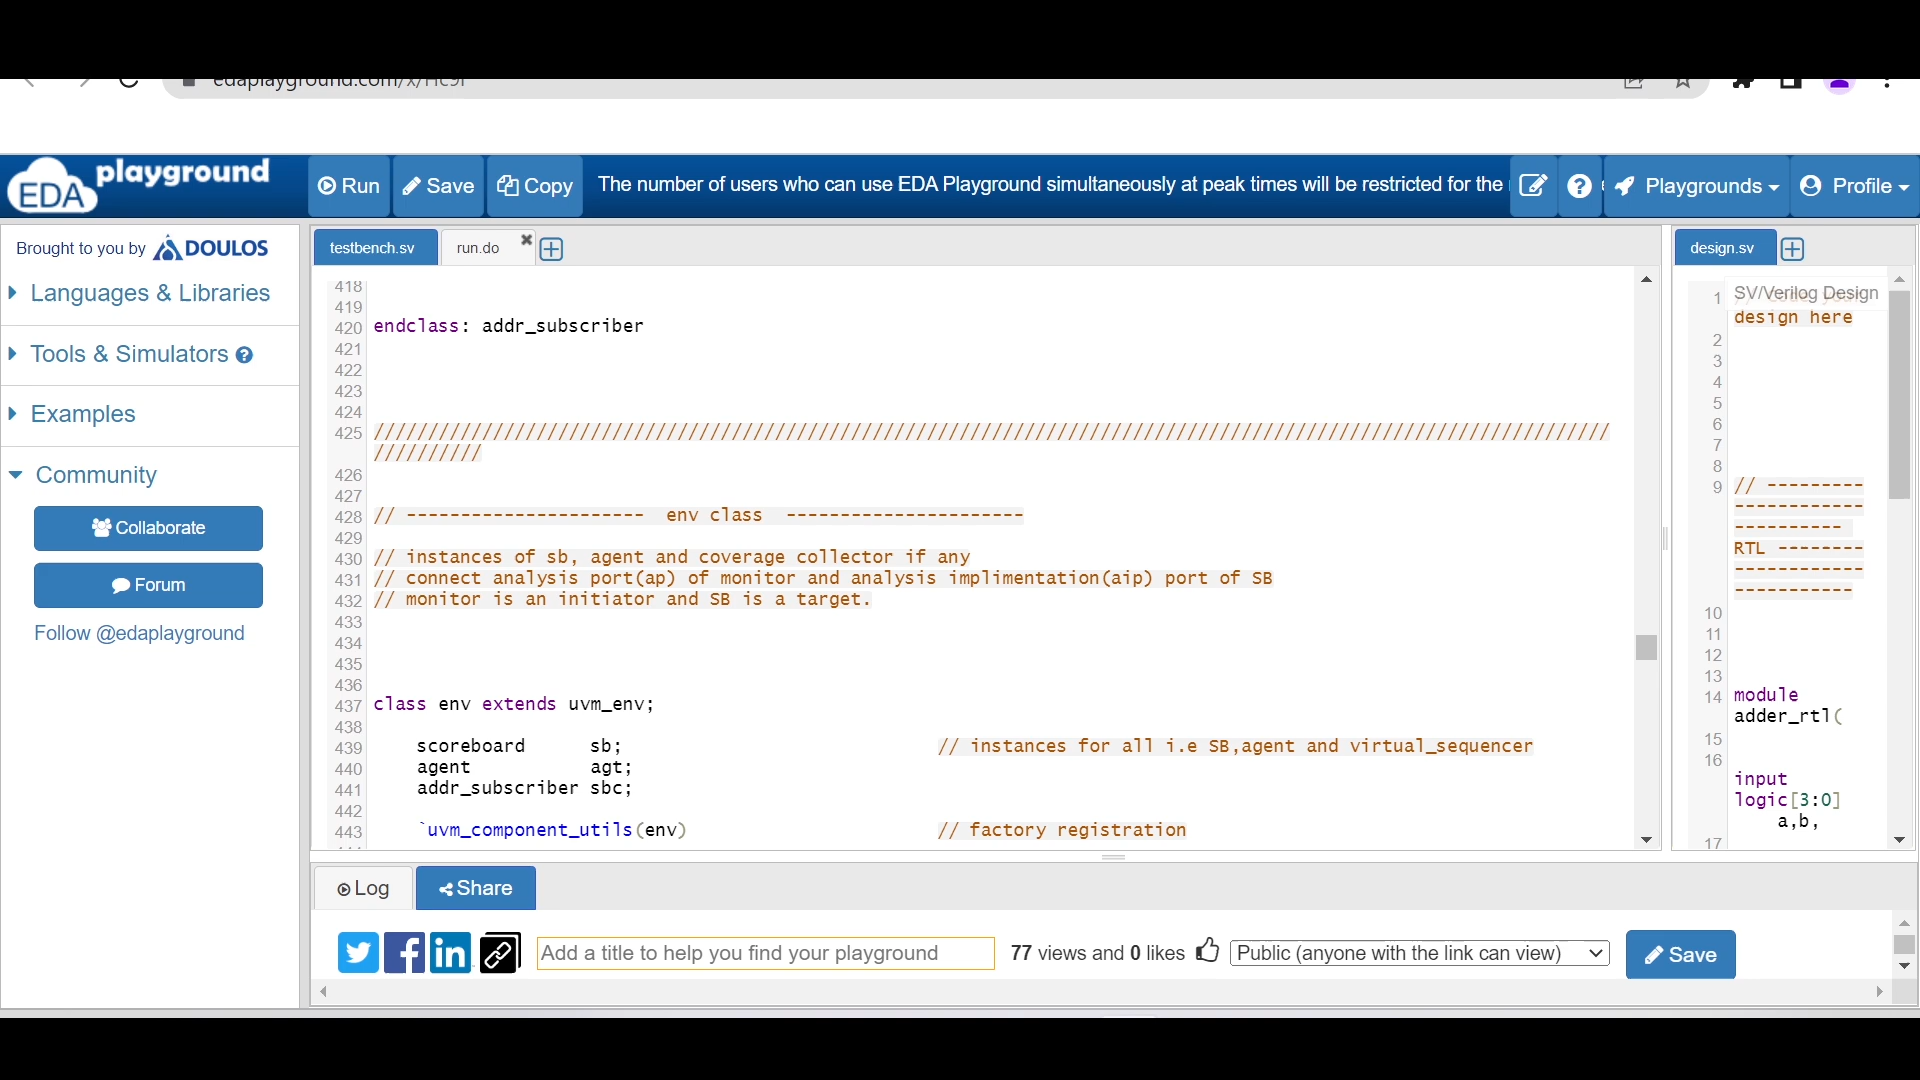 edaplayground.com/x/Hc9r
EDA playground
Run
Save
Copy
The number of users who can use EDA Playground simultaneously at peak times will be restricted for the
Playgrounds
Profile
Brought to you by DOULOS
Languages & Libraries
Tools & Simulators
Examples
Community
Collaborate
Forum
Follow @edaplayground
testbench.sv
run.do
418
419
420 endclass: addr_subscriber
421
422
423
424
425 //////////////////////////////////////////////////////////////////////////////////////////////////////////////////
//////////
426
427
428 // ---------------------- env class ----------------------
429
430 // instances of sb, agent and coverage collector if any
431 // connect analysis port(ap) of monitor and analysis implimentation(aip) port of SB
432 // monitor is an initiator and SB is a target.
433
434
435
436
437 class env extends uvm_env;
438
439 scoreboard sb; // instances for all i.e SB,agent and virtual_sequencer
440 agent agt;
441 addr_subscriber sbc;
442
443 `uvm_component_utils(env) // factory registration
design.sv
SV/Verilog Design
1
design here
2
3
4
5
6
7
8
9 // ---------
------------
----------
RTL --------
------------
-----------
10
11
12
13
14 module
adder_rtl(
15
16
input
logic[3:0]
a,b,
17
Log
Share
Add a title to help you find your playground
77 views and 0 likes
Public (anyone with the link can view)
Save